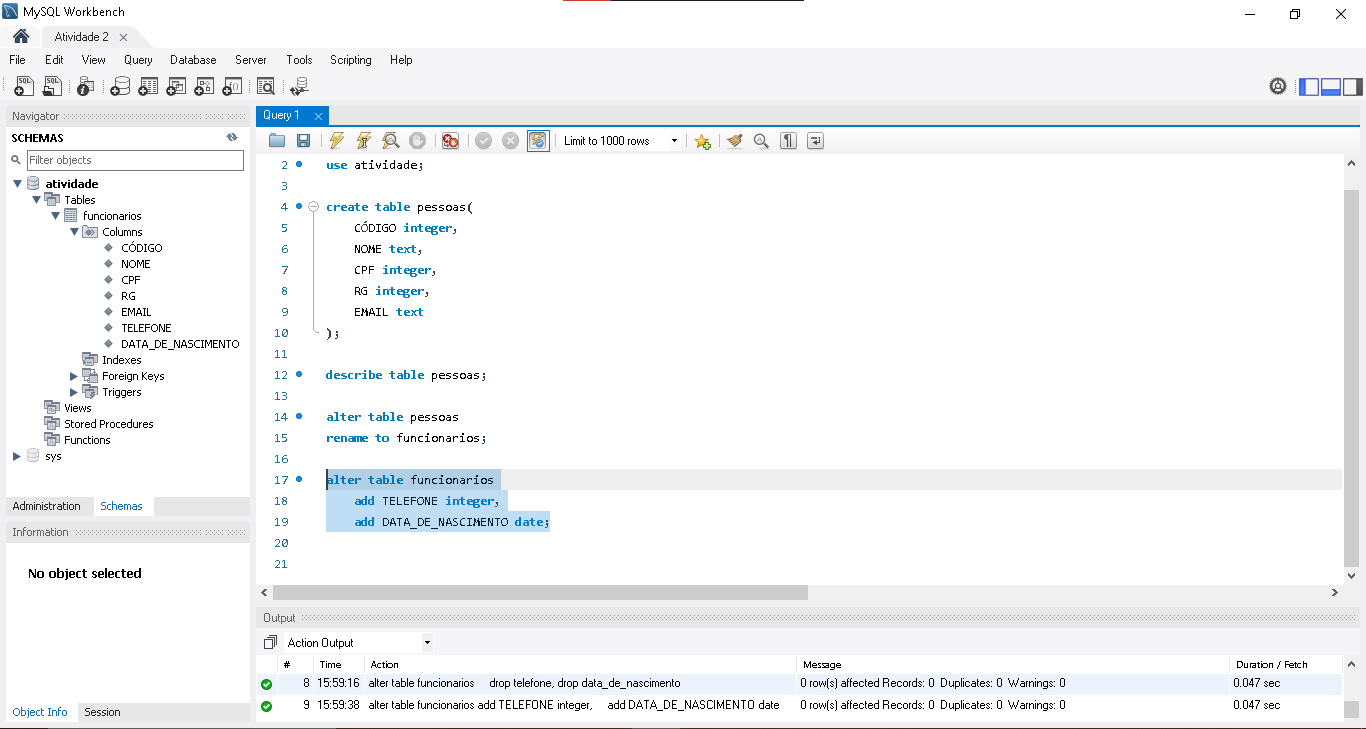 MySQL Workbench
Atividade 2
File Edit View Query Database Server Tools Scripting Help
Navigator
SCHEMAS
Filter objects
atividade
Tables
funcionarios
Columns
CÓDIGO
NOME
CPF
RG
EMAIL
TELEFONE
DATA_DE_NASCIMENTO
Indexes
Foreign Keys
Triggers
Views
Stored Procedures
Functions
sys
Administration Schemas
Information
No object selected
Object Info Session
Query 1
Limit to 1000 rows
2 use atividade;
3
4 create table pessoas(
5 CÓDIGO integer,
6 NOME text,
7 CPF integer,
8 RG integer,
9 EMAIL text
10 );
11
12 describe table pessoas;
13
14 alter table pessoas
15 rename to funcionarios;
16
17 alter table funcionarios
18 add TELEFONE integer,
19 add DATA_DE_NASCIMENTO date;
20
21
Output
Action Output
# Time Action Message Duration / Fetch
8 15:59:16 alter table funcionarios drop telefone, drop data_de_nascimento 0 row(s) affected Records: 0 Duplicates: 0 Warnings: 0 0.047 sec
9 15:59:38 alter table funcionarios add TELEFONE integer, add DATA_DE_NASCIMENTO date 0 row(s) affected Records: 0 Duplicates: 0 Warnings: 0 0.047 sec